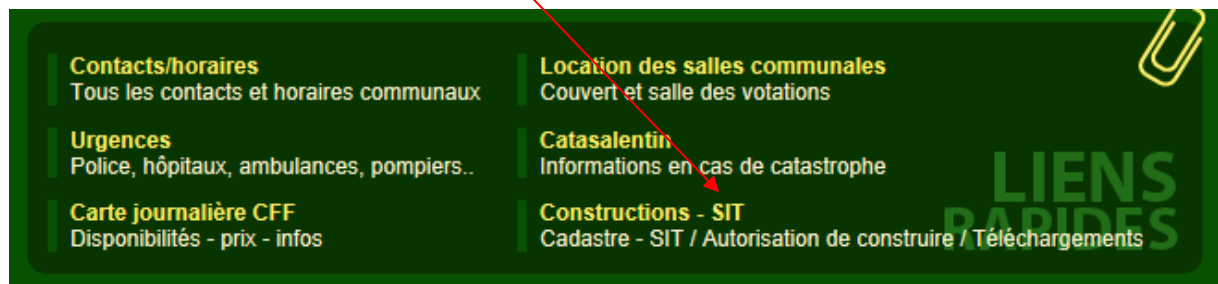 Contacts/horaires
Tous les contacts et horaires communaux
Urgences
Police, hôpitaux, ambulances, pompiers..
Carte journalière CFF
Disponibilités - prix - infos
Location des salles communales
Couvert et salle des votations
Catasalentin
Informations en cas de catastrophe
Constructions - SIT
Cadastre - SIT / Autorisation de construire / Téléchargements
LIENS
RAPIDES